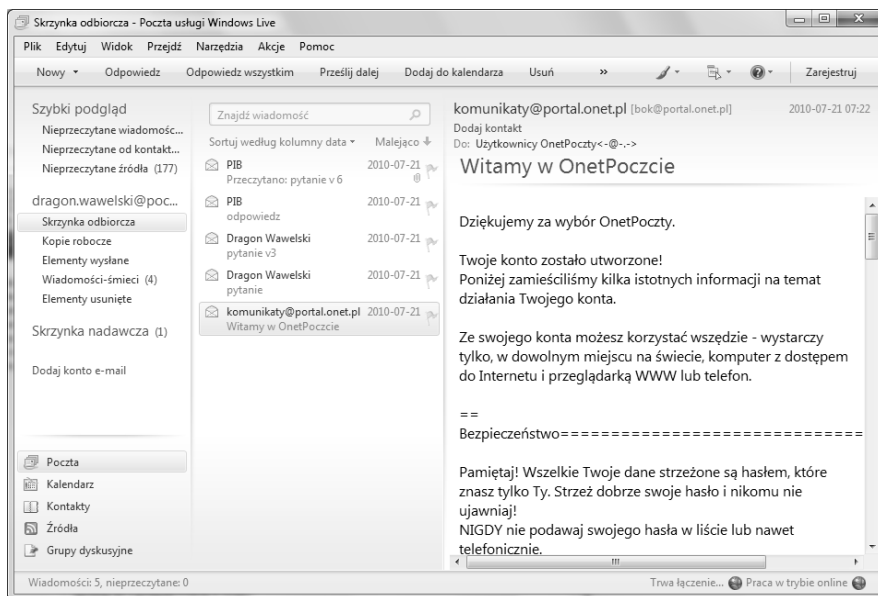 Skrzynka odbiorcza - Poczta usługi Windows Live
Plik Edytuj Widok Przejdź Narzędzia Akcje Pomoc
Nowy Odpowiedz Odpowiedz wszystkim Prześlij dalej Dodaj do kalendarza Usuń » Zarejestruj
Szybki podgląd
Nieprzeczytane wiadomośc...
Nieprzeczytane od kontakt...
Nieprzeczytane źródła (177)
dragon.wawelski@poc...
Skrzynka odbiorcza
Kopie robocze
Elementy wysłane
Wiadomości-śmieci (4)
Elementy usunięte
Skrzynka nadawcza (1)
Dodaj konto e-mail
Poczta
Kalendarz
Kontakty
Źródła
Grupy dyskusyjne
Znajdź wiadomość
Sortuj według kolumny data Malejąco
PIB 2010-07-21
Przeczytano: pytanie v 6
PIB 2010-07-21
odpowiedz
Dragon Wawelski 2010-07-21
pytanie v3
Dragon Wawelski 2010-07-21
pytanie
komunikaty@portal.onet.pl 2010-07-21
Witamy w OnetPoczcie
komunikaty@portal.onet.pl [bok@portal.onet.pl] 2010-07-21 07:22
Dodaj kontakt
Do: Użytkownicy OnetPoczty<-@-.->
Witamy w OnetPoczcie
Dziękujemy za wybór OnetPoczty.
Twoje konto zostało utworzone!
Poniżej zamieściliśmy kilka istotnych informacji na temat
działania Twojego konta.
Ze swojego konta możesz korzystać wszędzie - wystarczy
tylko, w dowolnym miejscu na świecie, komputer z dostępem
do Internetu i przeglądarką WWW lub telefon.
==
Bezpieczeństwo==============================
Pamiętaj! Wszelkie Twoje dane strzeżone są hasłem, które
znasz tylko Ty. Strzeż dobrze swoje hasło i nikomu nie
ujawniaj!
NIGDY nie podawaj swojego hasła w liście lub nawet
telefonicznie.
Wiadomości: 5, nieprzeczytane: 0 Trwa łączenie... Praca w trybie online